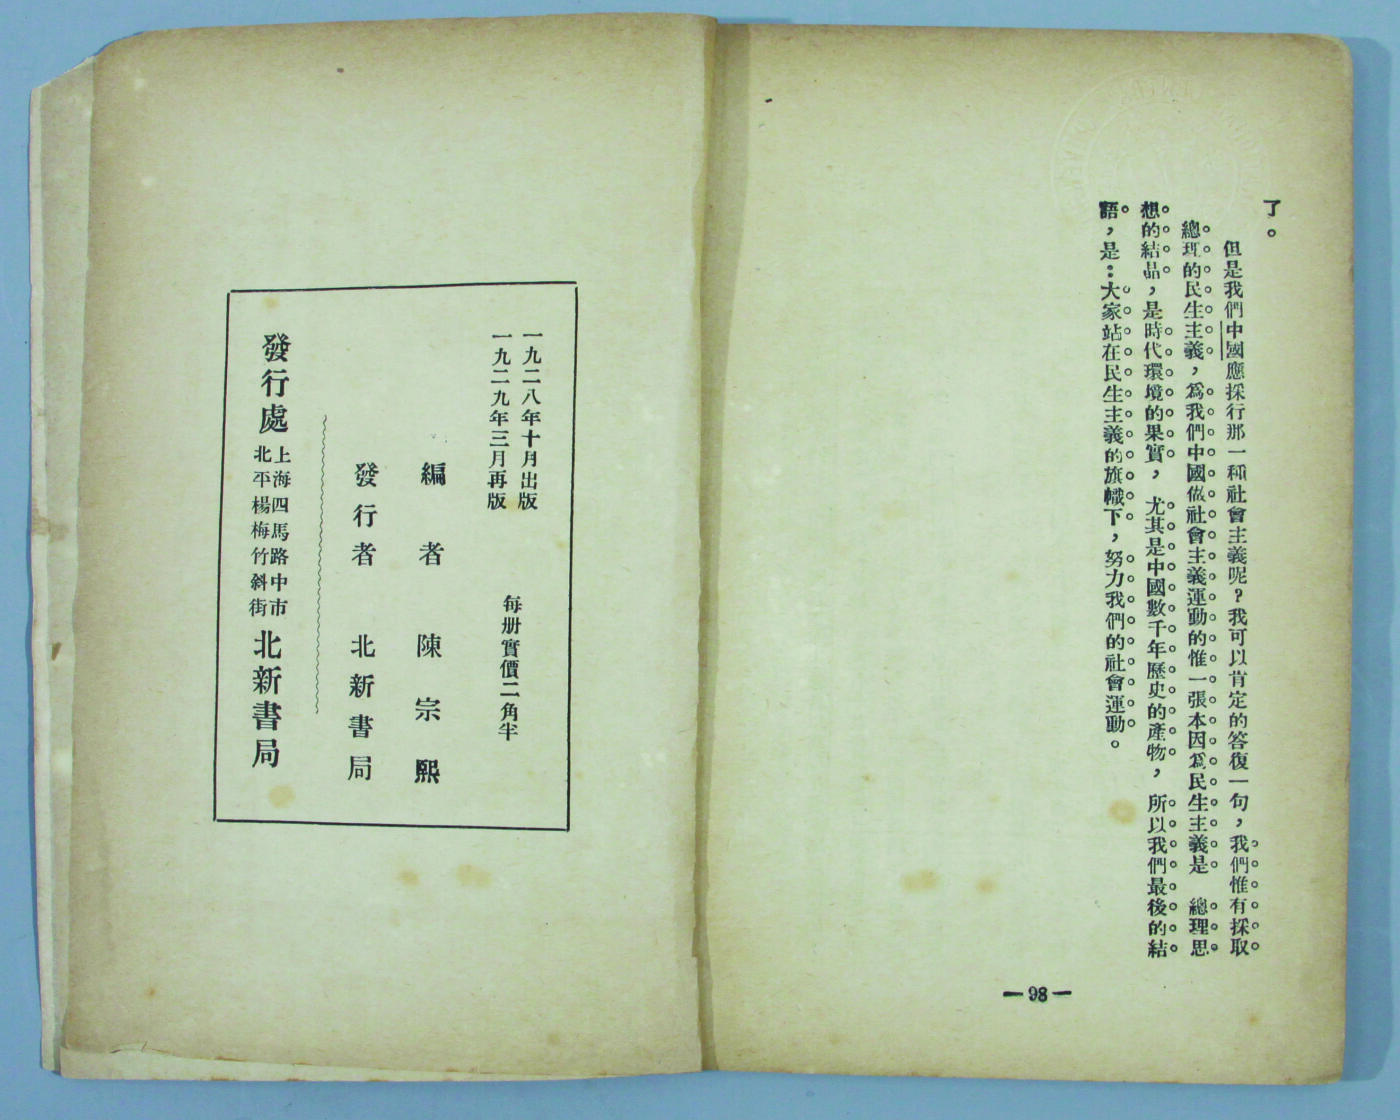 了。
但是我們中國應採行那一種社會主義呢?我可以肯定的答復一句,我們惟有採取
總理的民生主義,爲我們中國做社會主義運動的惟一張本因爲民生主義是 總理思
想的結晶,是時代環境的果實,尤其是中國數千年歷史的產物,所以我們最後的結
語,是:大家站在民生主義的旗幟下,努力我們的社會運動。
—98—
一九二八年十月出版
一九二九年三月再版
每册實價二角半
編者 陳宗熙
發行者 北新書局
發行處
上海四馬路中市
北平楊梅竹斜街
北新書局